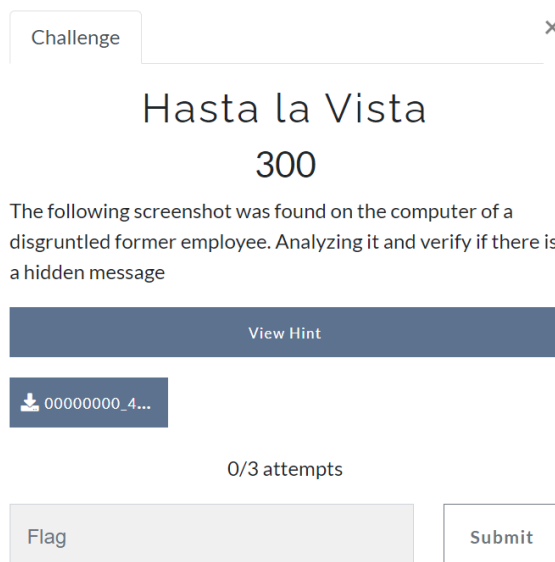 Challenge
×
Hasta la Vista
300
The following screenshot was found on the computer of a
disgruntled former employee. Analyzing it and verify if there is
a hidden message
View Hint
00000000_4...
0/3 attempts
Flag
Submit